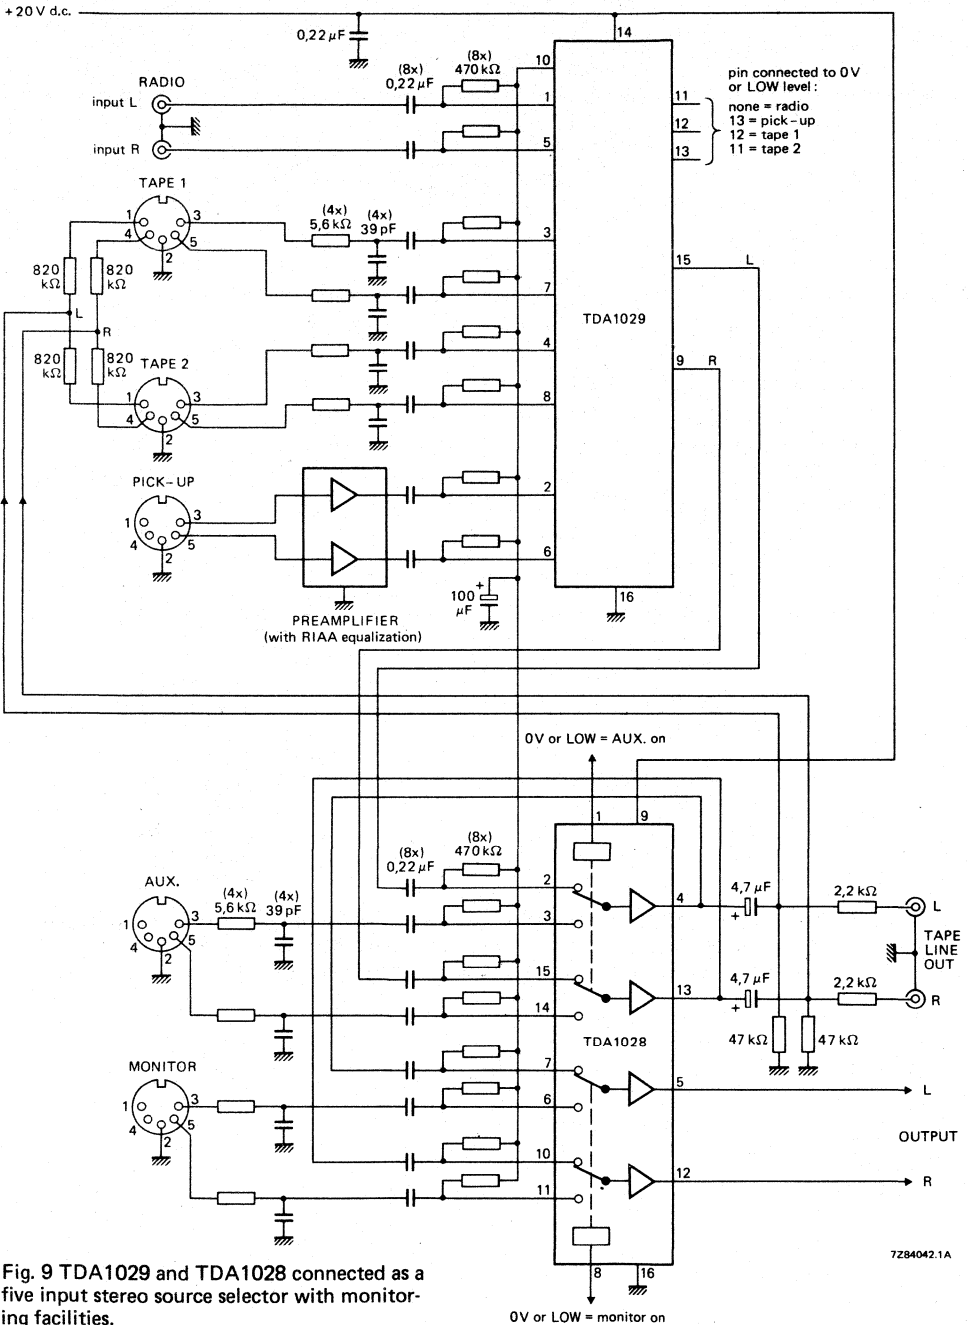 +20 V d.c.
0,22 µF
14
(8x)
0,22 µF
(8x)
470 kΩ
10
RADIO
input L
1
input R
5
11
12
13
pin connected to 0 V
or LOW level :
none = radio
13 = pick-up
12 = tape 1
11 = tape 2
TAPE 1
1
3
4
5
2
(4x)
5,6 kΩ
(4x)
39 pF
3
15
L
820
kΩ
820
kΩ
7
L
R
TDA1029
820
kΩ
820
kΩ
TAPE 2
4
9
R
1
3
4
5
2
8
PICK-UP
1
3
4
5
2
2
6
+
100
µF
16
PREAMPLIFIER
(with RIAA equalization)
0V or LOW = AUX. on
1
9
(8x)
0,22 µF
(8x)
470 kΩ
AUX.
1
3
4
5
2
(4x)
5,6 kΩ
(4x)
39 pF
2
3
4
4,7 µF
+
2,2 kΩ
L
TAPE
LINE
OUT
15
14
13
4,7 µF
+
2,2 kΩ
R
TDA1028
47 kΩ
47 kΩ
MONITOR
1
3
4
5
2
7
6
5
L
OUTPUT
10
11
12
R
8
16
7Z84042.1A
0V or LOW = monitor on
Fig. 9 TDA1029 and TDA1028 connected as a
five input stereo source selector with monitor-
ing facilities.